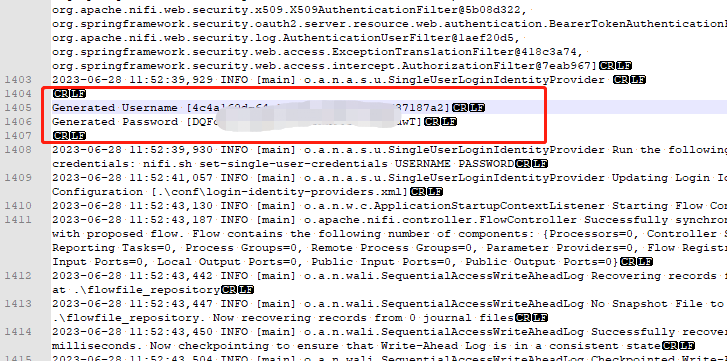 org.apache.nifi.web.security.x509.X509AuthenticationFilter@5b08d322,
org.springframework.security.oauth2.server.resource.web.authentication.BearerTokenAuthentication
org.apache.nifi.web.security.log.AuthenticationUserFilter@1aef20d5,
org.springframework.security.web.access.ExceptionTranslationFilter@418c3a74,
org.springframework.security.web.access.intercept.AuthorizationFilter@7eab967]CRLF
1403 2023-06-28 11:52:39,929 INFO [main] o.a.n.a.s.u.SingleUserLoginIdentityProvider CRLF
1404 CRLF
1405 Generated Username [CRLF
1406 Generated Password [CRLF
1407 CRLF
1408 2023-06-28 11:52:39,930 INFO [main] o.a.n.a.s.u.SingleUserLoginIdentityProvider Run the following
credentials: nifi.sh set-single-user-credentials USERNAME PASSWORDCRLF
1409 2023-06-28 11:52:41,057 INFO [main] o.a.n.a.s.u.SingleUserLoginIdentityProvider Updating Login
Configuration [.\conf\login-identity-providers.xml]CRLF
1410 2023-06-28 11:52:43,130 INFO [main] o.a.n.w.c.ApplicationStartupContextListener Starting Flow
1411 2023-06-28 11:52:43,187 INFO [main] o.apache.nifi.controller.FlowController Successfully
with proposed flow. Flow contains the following number of components: {Processors=0, Controller
Reporting Tasks=0, Process Groups=0, Remote Process Groups=0, Parameter Providers=0, Flow
Input Ports=0, Local Output Ports=0, Public Input Ports=0, Public Output Ports=0}CRLF
1412 2023-06-28 11:52:43,442 INFO [main] o.a.n.wali.SequentialAccessWriteAheadLog Recovering records
at .\flowfile_repositoryCRLF
1413 2023-06-28 11:52:43,447 INFO [main] o.a.n.wali.SequentialAccessWriteAheadLog No Snapshot File to
.\flowfile_repository. Now recovering records from 0 journal filesCRLF
1414 2023-06-28 11:52:43,450 INFO [main] o.a.n.wali.SequentialAccessWriteAheadLog Successfully
milliseconds. Now checkpointing to ensure that Write-Ahead Log is in a consistent stateCRLF
1415 2023-06-28 11:52:43,504 INFO [main] o.a.n.wali.SequentialAccessWriteAheadLog Checkpointed